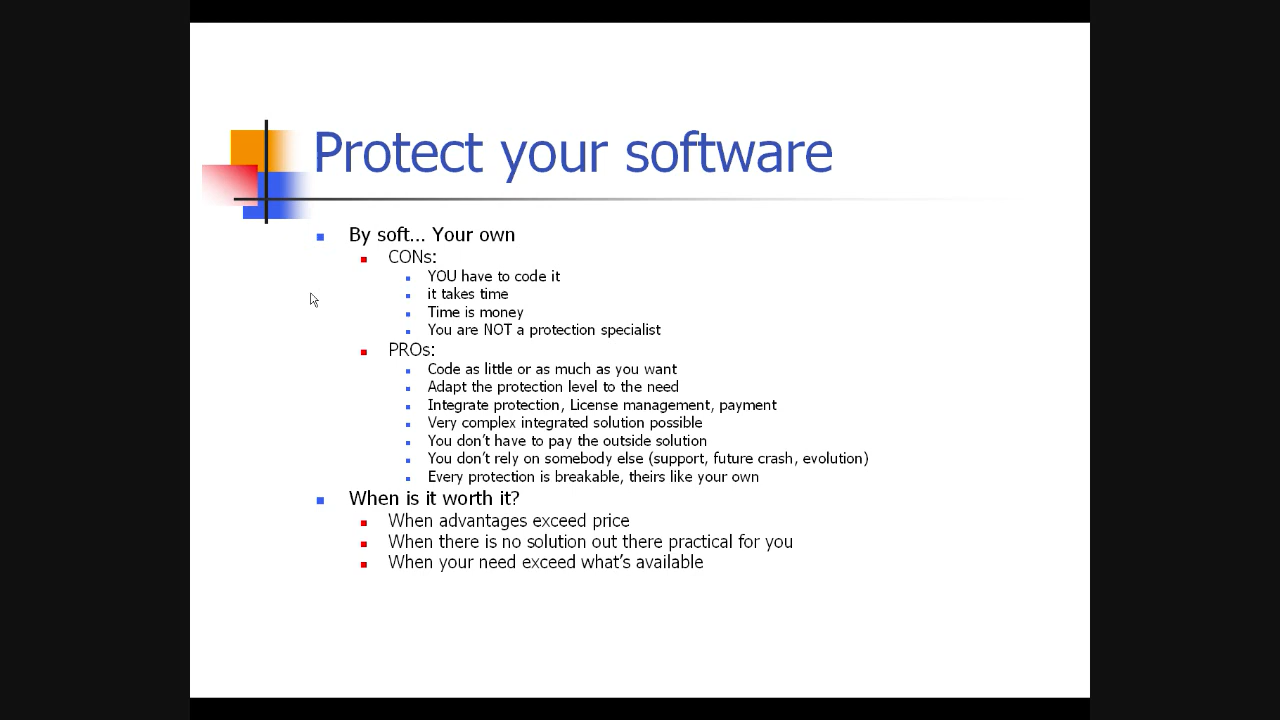 Protect your software
By soft... Your own
CONs:
YOU have to code it
it takes time
Time is money
You are NOT a protection specialist
PROs:
Code as little or as much as you want
Adapt the protection level to the need
Integrate protection, License management, payment
Very complex integrated solution possible
You don't have to pay the outside solution
You don't rely on somebody else (support, future crash, evolution)
Every protection is breakable, theirs like your own
When is it worth it?
When advantages exceed price
When there is no solution out there practical for you
When your need exceed what's available